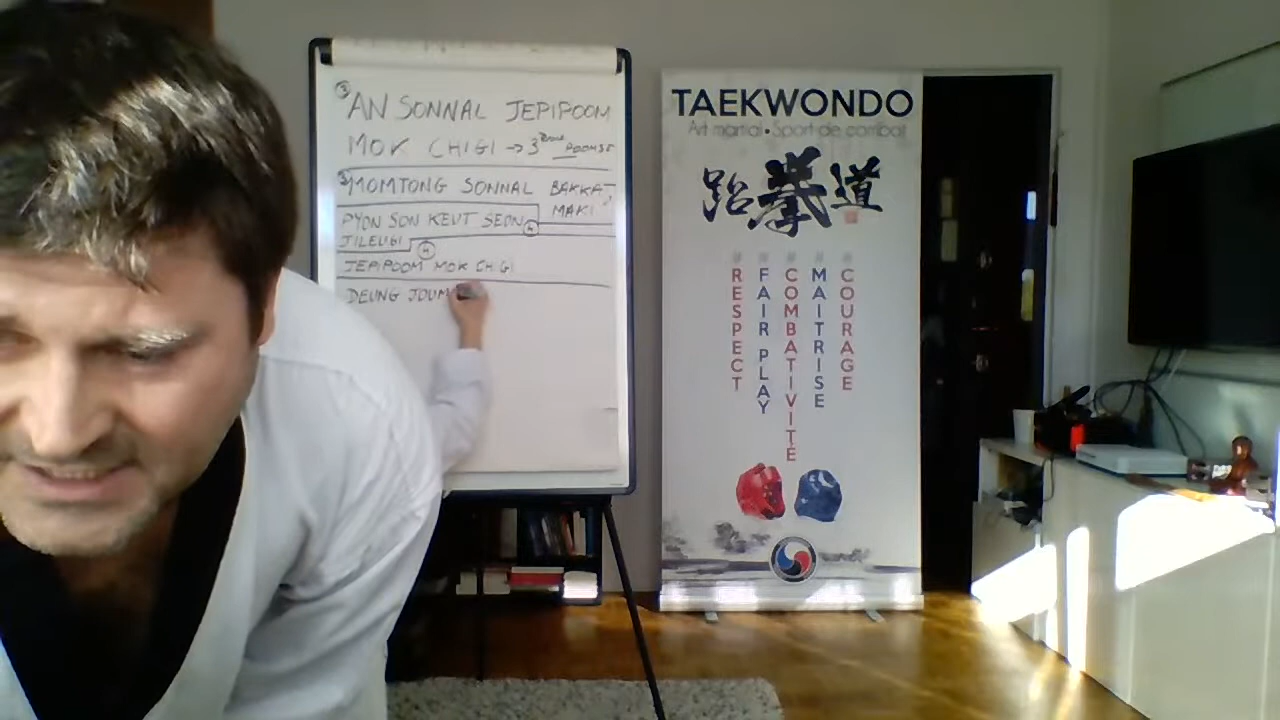 ③ AN SONNAL JEPIPOOM
MOK CHIGI → 3ème POOMSE
③ MOMTONG SONNAL BAKKAT
MAKI
PYON SON KEUT SEON ④
JILEUGI
④
JEPIPOOM MOK CHIGI
DEUNG JOUM
TAEKWONDO
Art martial • Sport de combat
跆拳道
RESPECT
FAIR PLAY
COMBATIVITÉ
MAITRISE
COURAGE